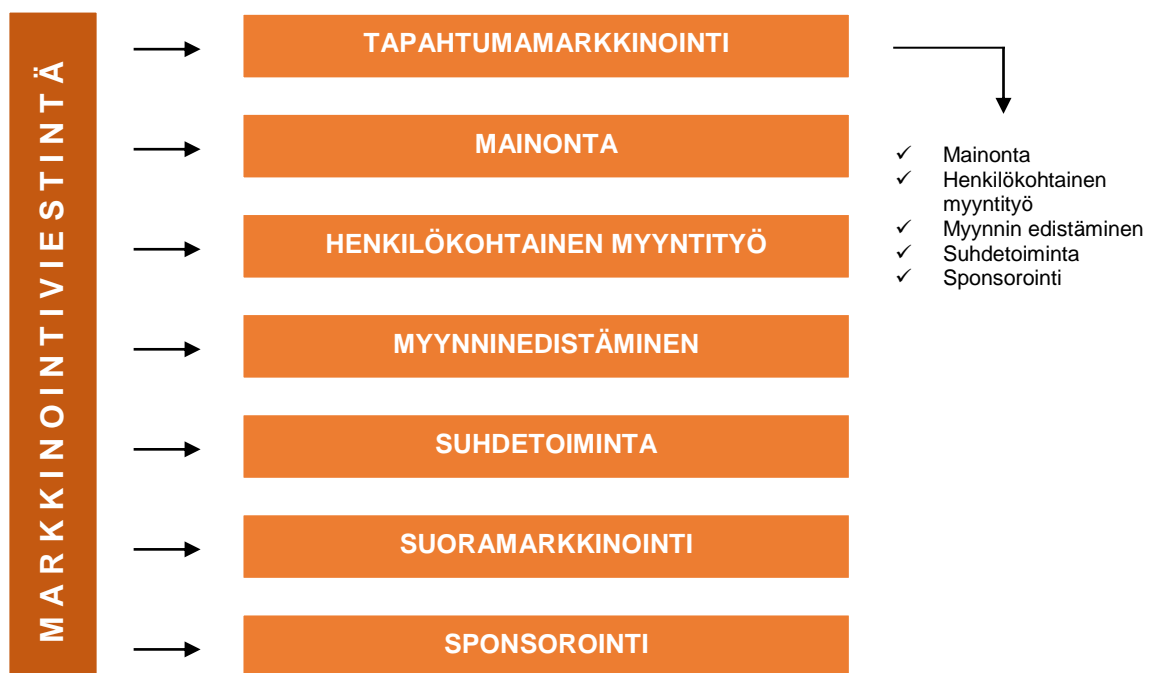 MARKKINOINTIVIESTINTÄ
TAPAHTUMAMARKKINOINTI
MAINONTA
HENKILÖKOHTAINEN MYYNTITYÖ
MYYNNINEDISTÄMINEN
SUHDETOIMINTA
SUORAMARKKINOINTI
SPONSOROINTI
✓ Mainonta
✓ Henkilökohtainen
myyntityö
✓ Myynnin edistäminen
✓ Suhdetoiminta
✓ Sponsorointi